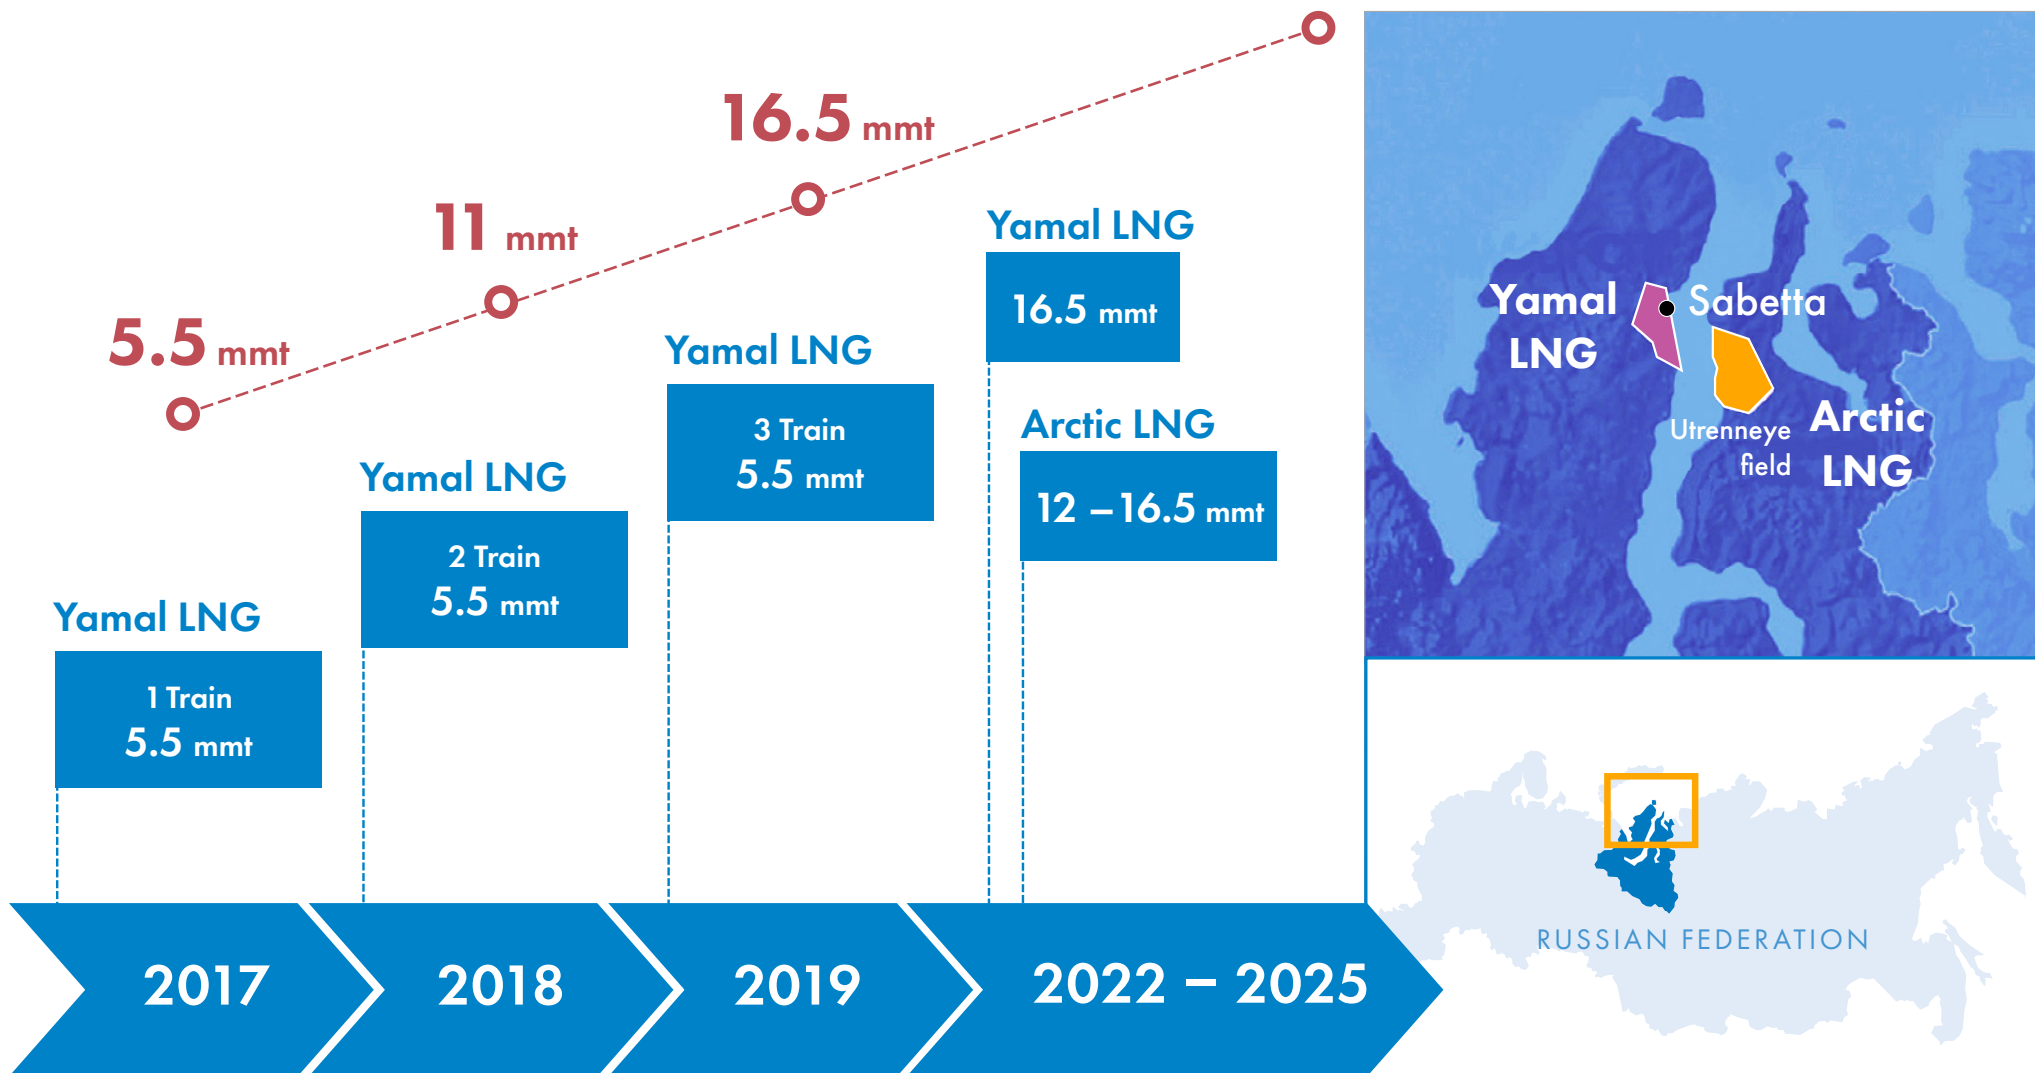 5.5 mmt
11 mmt
16.5 mmt
Yamal LNG
1 Train
5.5 mmt
Yamal LNG
2 Train
5.5 mmt
Yamal LNG
3 Train
5.5 mmt
Yamal LNG
16.5 mmt
Arctic LNG
12 – 16.5 mmt
2017
2018
2019
2022 – 2025
Yamal
LNG
Sabetta
Utrenneye
field
Arctic
LNG
RUSSIAN FEDERATION